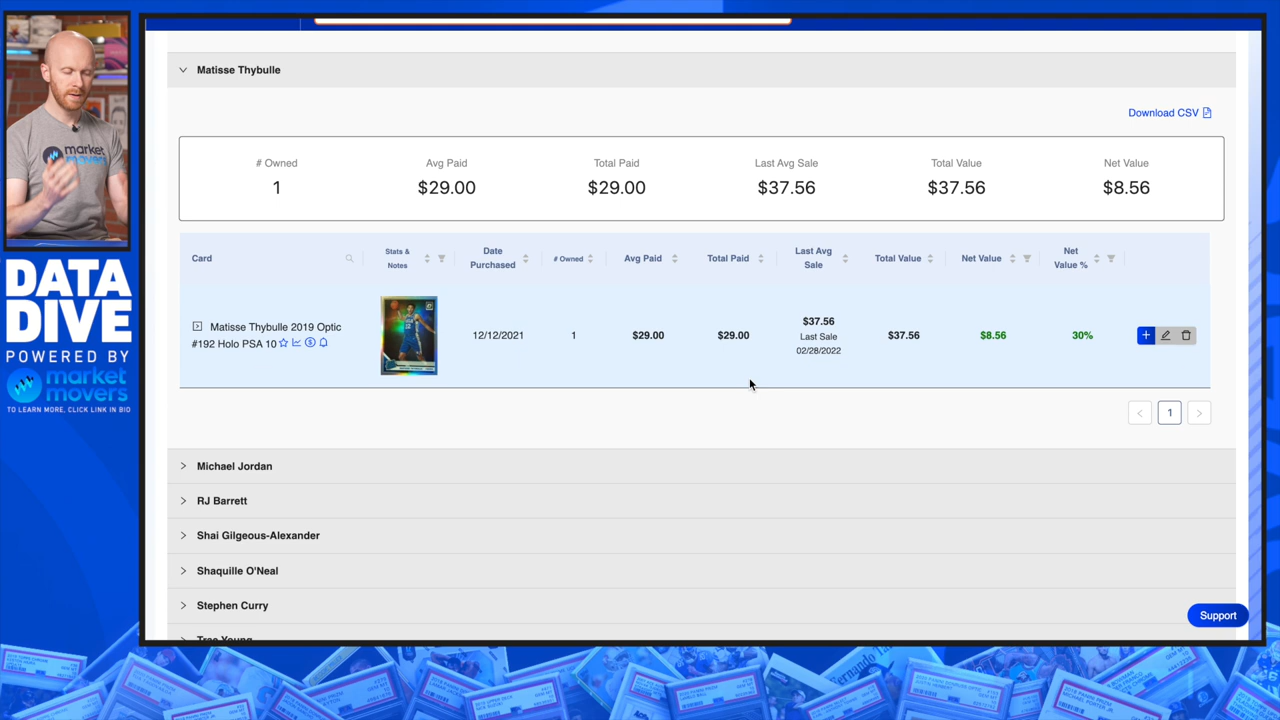 market
movers
DATA
DIVE
POWERED BY
market
movers
TO LEARN MORE, CLICK LINK IN BIO
Matisse Thybulle
Download CSV
# Owned Avg Paid Total Paid Last Avg Sale Total Value Net Value
1 $29.00 $29.00 $37.56 $37.56 $8.56
Card Stats & Notes Date Purchased # Owned Avg Paid Total Paid Last Avg Sale Total Value Net Value Net Value %
Matisse Thybulle 2019 Optic
#192 Holo PSA 10
12/12/2021 1 $29.00 $29.00 $37.56 $37.56 $8.56 30%
Last Sale
02/28/2022
1
Michael Jordan
RJ Barrett
Shai Gilgeous-Alexander
Shaquille O'Neal
Stephen Curry
Trae Young
Support